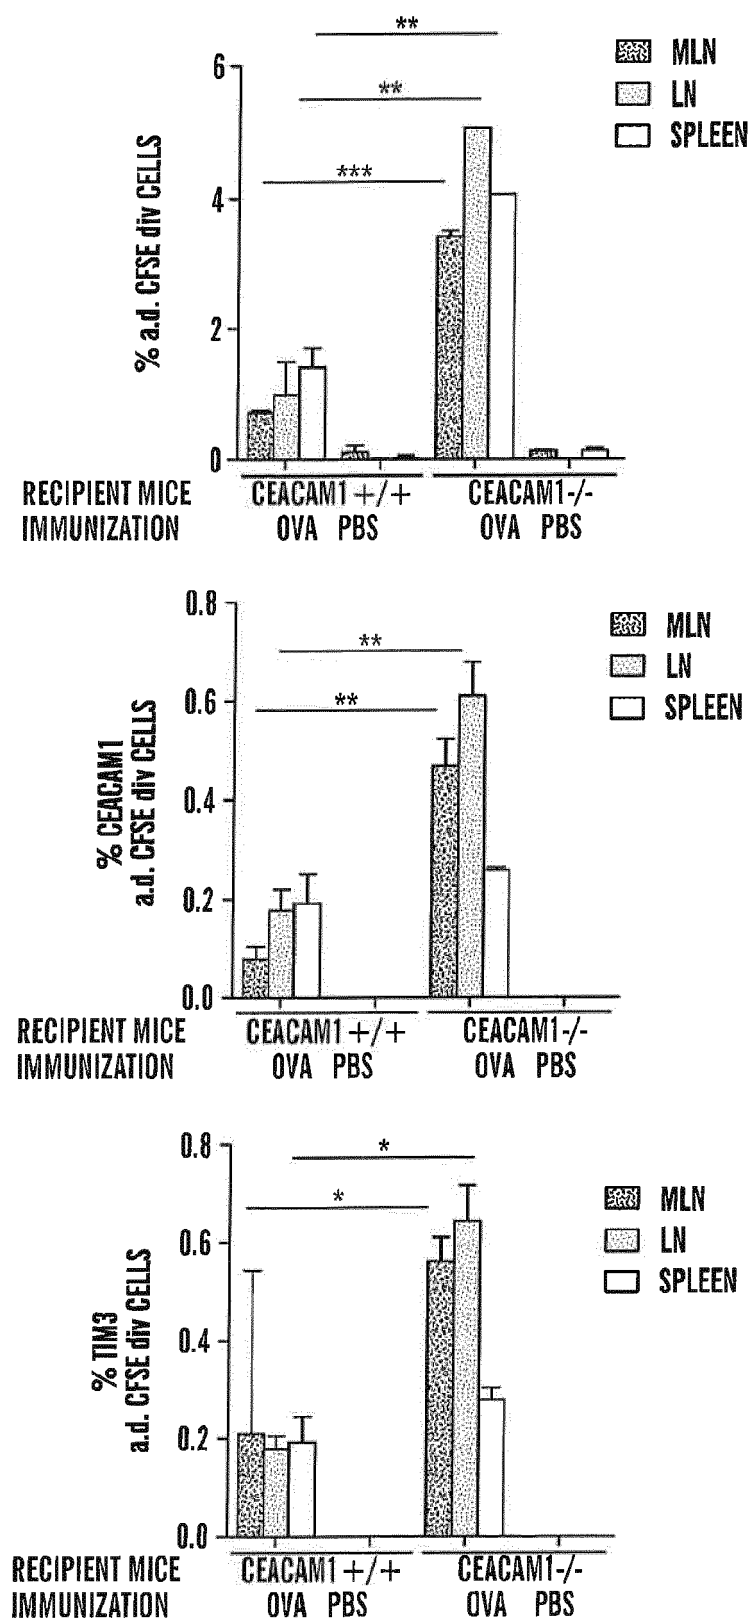 **
6
MLN
**
LN
SPLEEN
***
4
% a.d. CFSE div CELLS
2
0
RECIPIENT MICE CEACAM1 +/+ CEACAM1-/-
IMMUNIZATION OVA PBS OVA PBS
0.8
MLN
**
LN
0.6
**
SPLEEN
% CEACAM1
a.d. CFSE div CELLS
0.4
0.2
0.0
RECIPIENT MICE CEACAM1 +/+ CEACAM1-/-
IMMUNIZATION OVA PBS OVA PBS
0.8
*
MLN
*
0.6
LN
SPLEEN
% TIM3
a.d. CFSE div CELLS
0.4
0.2
0.0
RECIPIENT MICE CEACAM1 +/+ CEACAM1-/-
IMMUNIZATION OVA PBS OVA PBS